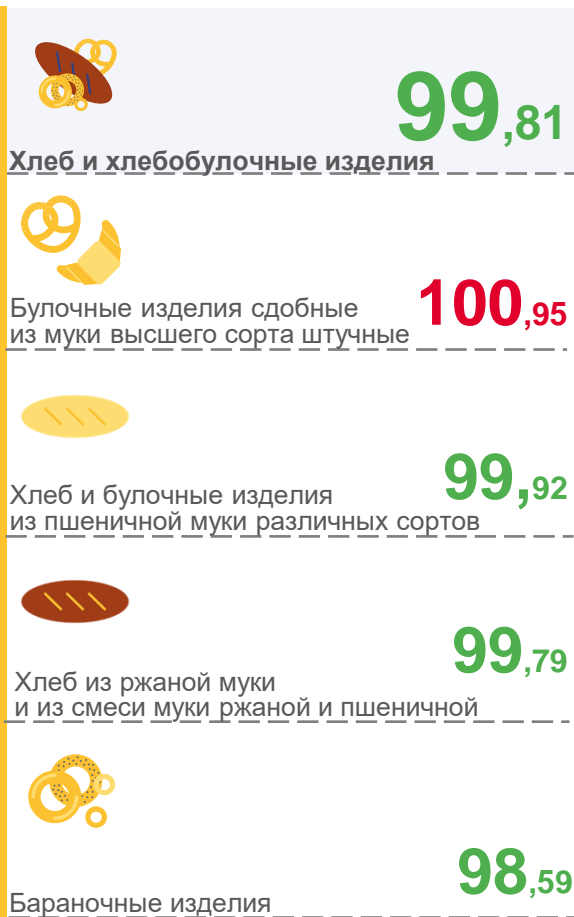 99,81
Хлеб и хлебобулочные изделия
100,95
Булочные изделия сдобные
из муки высшего сорта штучные
99,92
Хлеб и булочные изделия
из пшеничной муки различных сортов
99,79
Хлеб из ржаной муки
и из смеси муки ржаной и пшеничной
98,59
Бараночные изделия